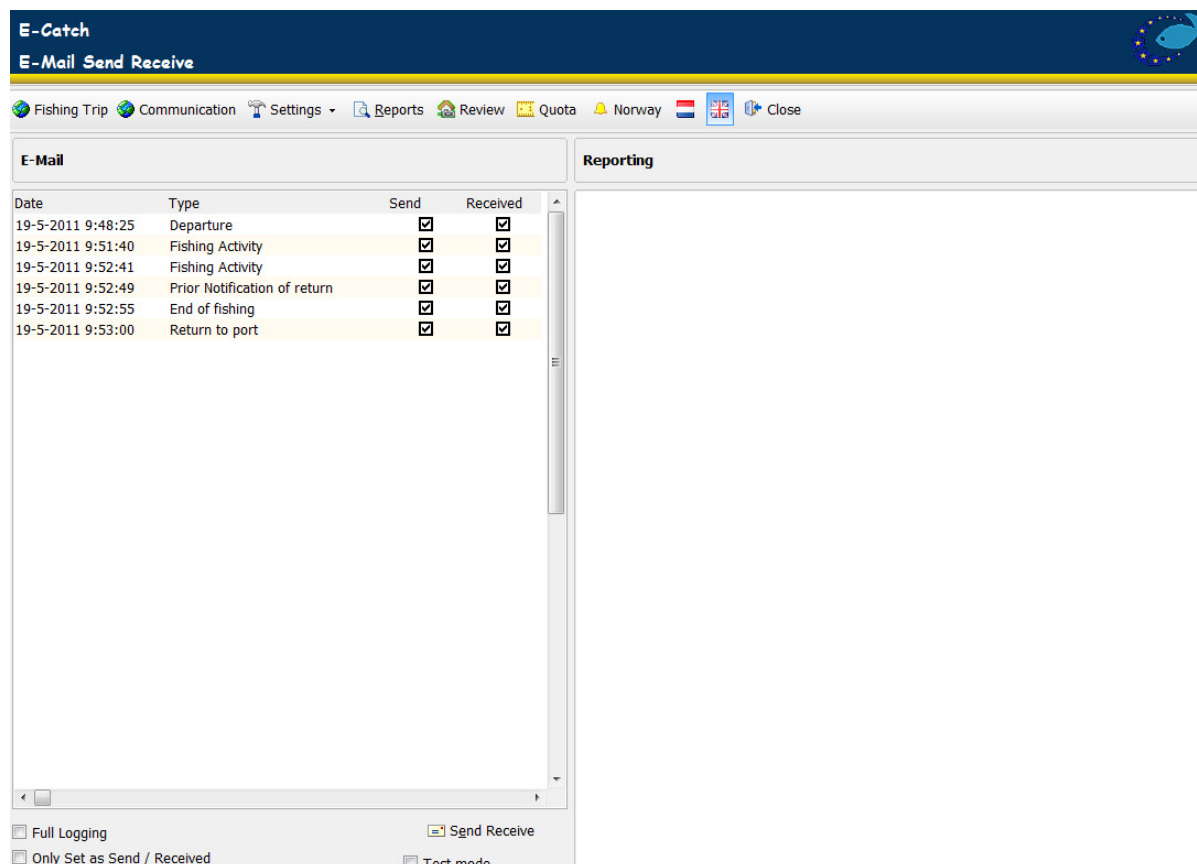 E-Catch
E-Mail Send Receive
Fishing Trip Communication Settings Reports Review Quota Norway Close
E-Mail
Reporting
Date Type Send Received
19-5-2011 9:48:25 Departure
19-5-2011 9:51:40 Fishing Activity
19-5-2011 9:52:41 Fishing Activity
19-5-2011 9:52:49 Prior Notification of return
19-5-2011 9:52:55 End of fishing
19-5-2011 9:53:00 Return to port
Full Logging Send Receive
Only Set as Send / Received Test mode